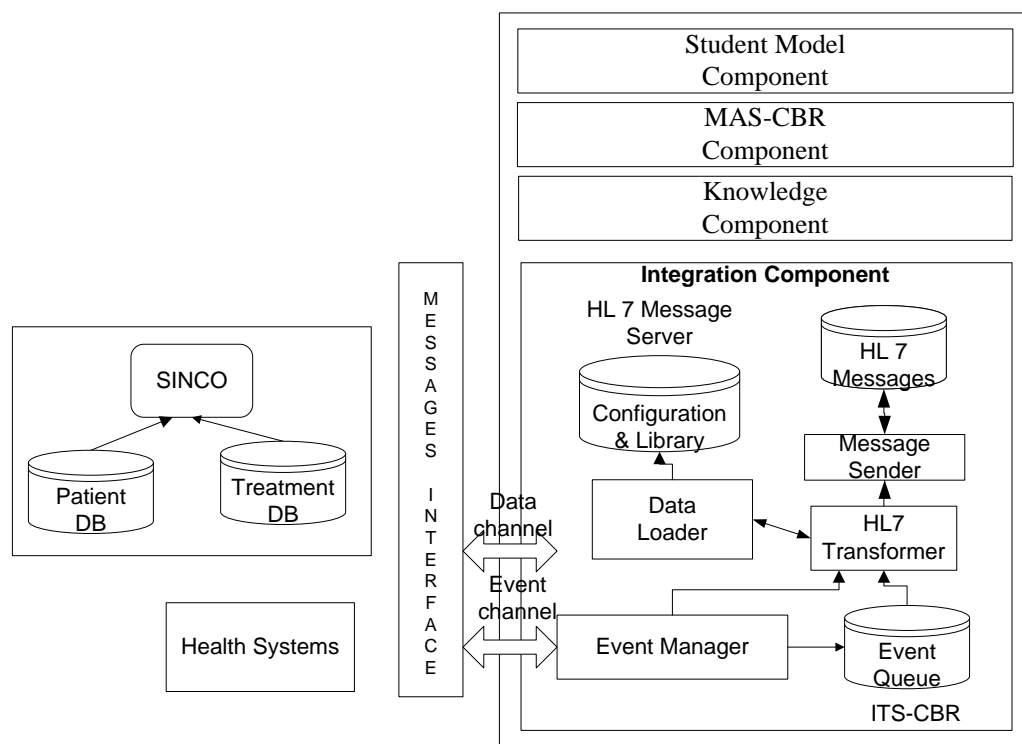 Student Model
Component
MAS-CBR
Component
Knowledge
Component
Integration Component
HL 7 Message
Server
Configuration
& Library
HL 7
Messages
Message
Sender
Data
Loader
HL7
Transformer
Event Manager
Event
Queue
ITS-CBR
MESSAGES INTERFACE
Data
channel
Event
channel
SINCO
Patient
DB
Treatment
DB
Health Systems